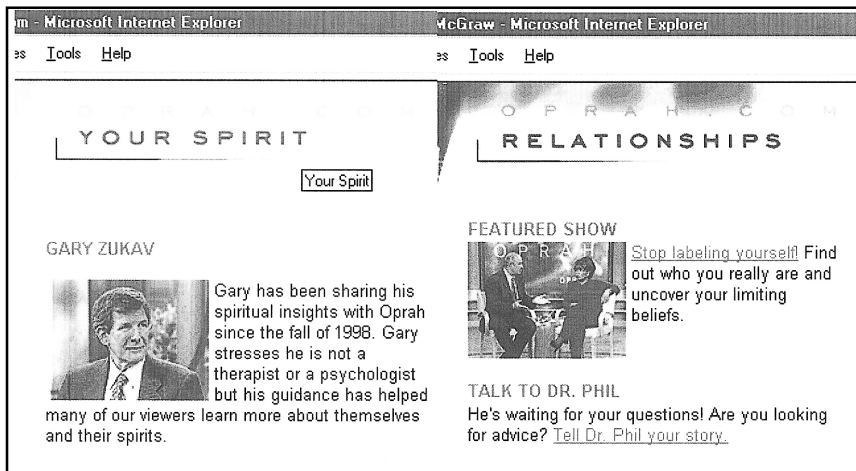 om - Microsoft Internet Explorer
es Tools Help
OPRAH.COM
YOUR SPIRIT
Your Spirit
GARY ZUKAV
Gary has been sharing his
spiritual insights with Oprah
since the fall of 1998. Gary
stresses he is not a
therapist or a psychologist
but his guidance has helped
many of our viewers learn more about themselves
and their spirits.
McGraw - Microsoft Internet Explorer
es Tools Help
OPRAH.COM
RELATIONSHIPS
FEATURED SHOW
OPRAH
Stop labeling yourself! Find
out who you really are and
uncover your limiting
beliefs.
TALK TO DR. PHIL
He's waiting for your questions! Are you looking
for advice? Tell Dr. Phil your story.